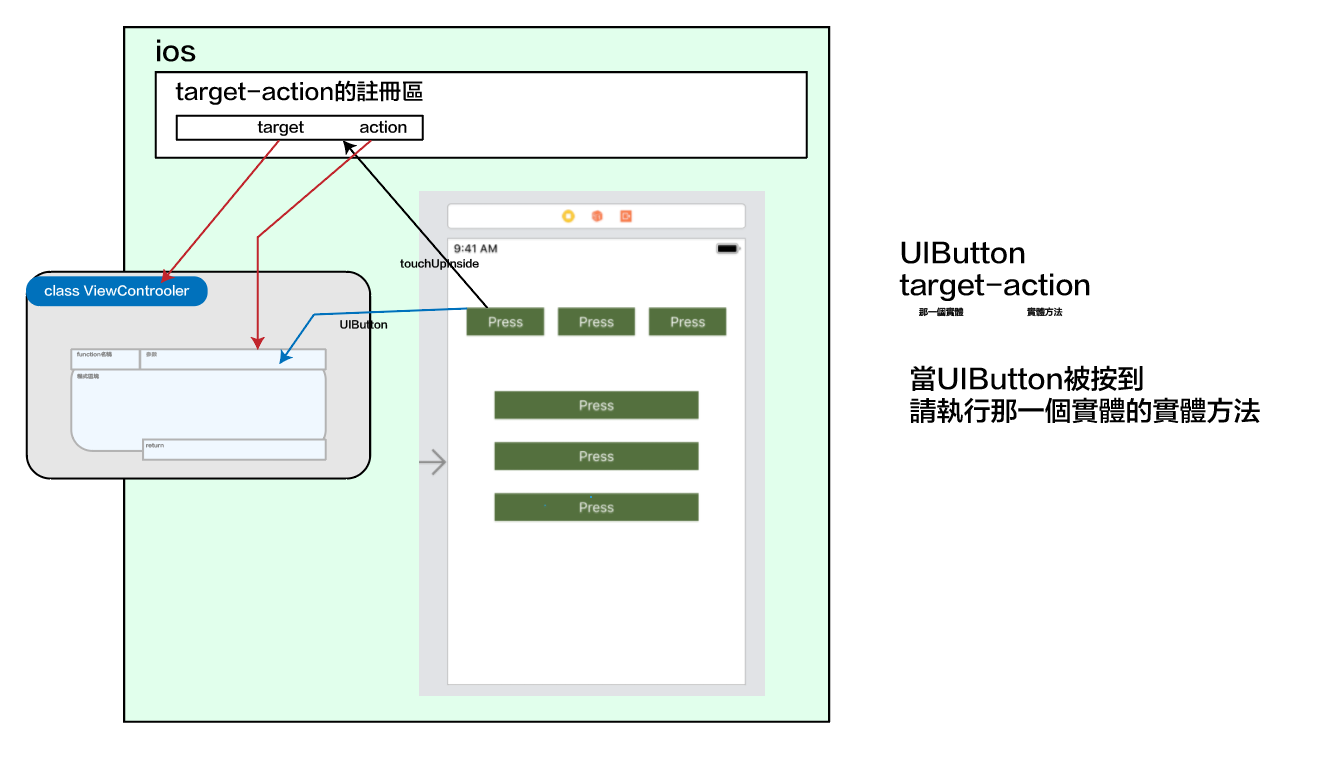 ios
target-action的註冊區
target
action
9:41 AM
touchUpInside
class ViewControoler
UIButton
Press
Press
Press
function名稱
參數
程式區塊
return
Press
Press
Press
UIButton
target-action
那一個實體
實體方法
當UIButton被按到
請執行那一個實體的實體方法